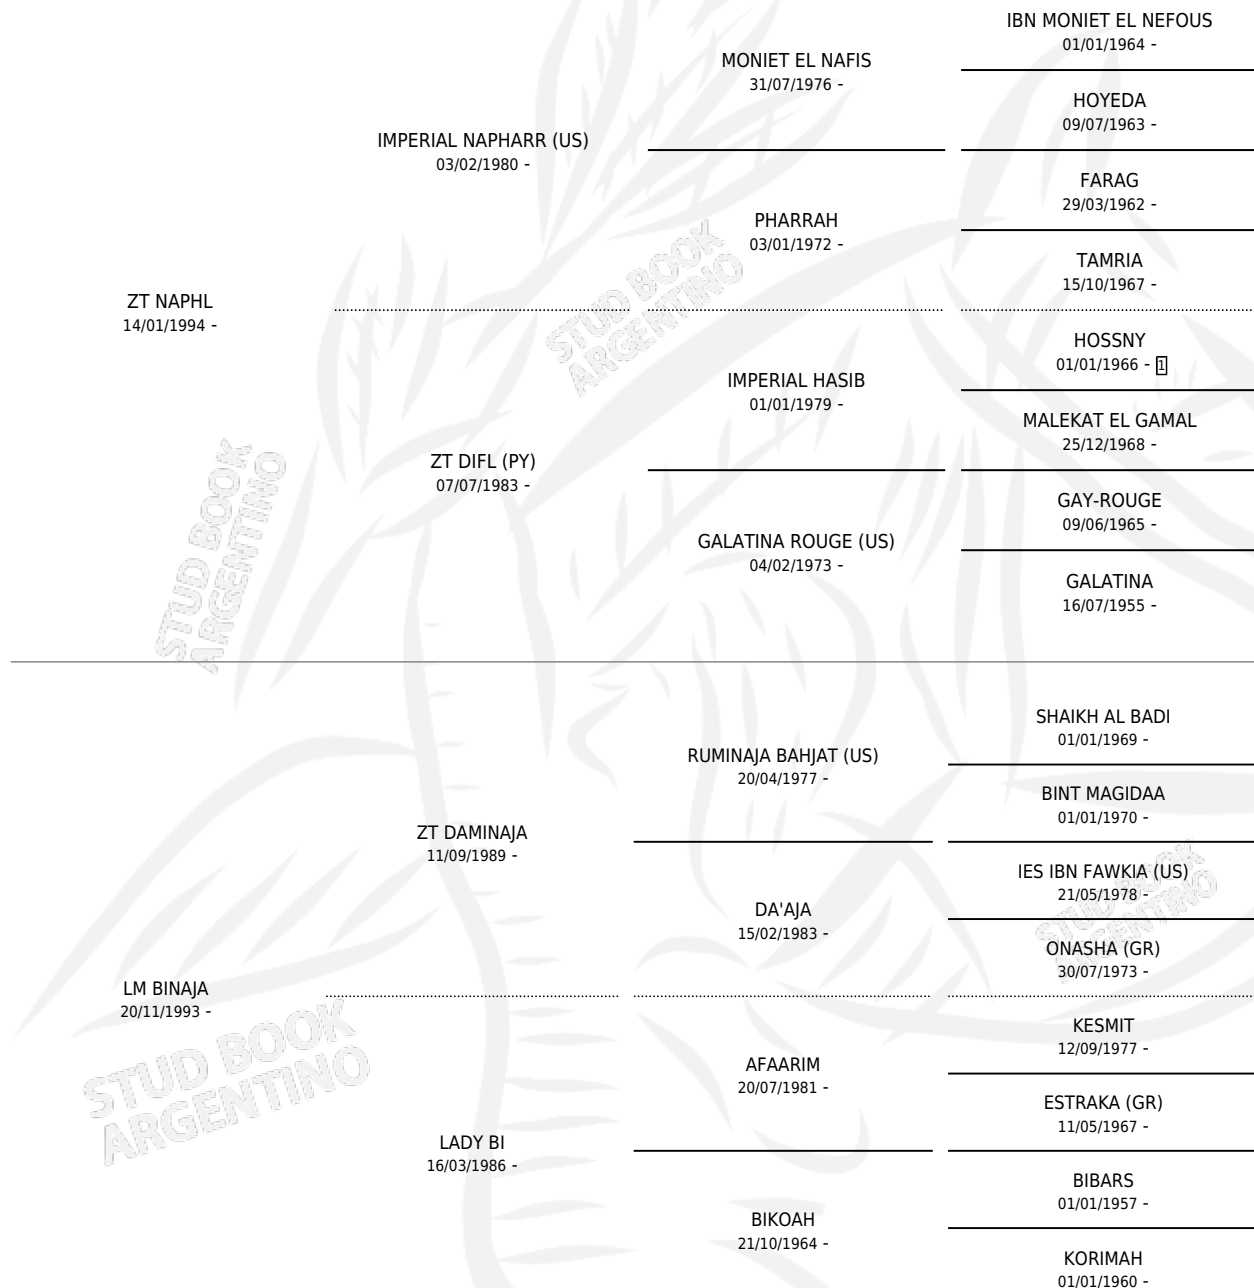 IBN MONIET EL NEFOUS
01/01/1964 -
MONIET EL NAFIS
31/07/1976 -
HOYEDA
09/07/1963 -
IMPERIAL NAPHARR (US)
03/02/1980 -
FARAG
29/03/1962 -
PHARRAH
03/01/1972 -
TAMRIA
15/10/1967 -
ZT NAPHL
14/01/1994 -
HOSSNY
01/01/1966 - 1
IMPERIAL HASIB
01/01/1979 -
MALEKAT EL GAMAL
25/12/1968 -
ZT DIFL (PY)
07/07/1983 -
GAY-ROUGE
09/06/1965 -
GALATINA ROUGE (US)
04/02/1973 -
GALATINA
16/07/1955 -
SHAIKH AL BADI
01/01/1969 -
RUMINAJA BAHJAT (US)
20/04/1977 -
BINT MAGIDAA
01/01/1970 -
ZT DAMINAJA
11/09/1989 -
IES IBN FAWKIA (US)
21/05/1978 -
DA'AJA
15/02/1983 -
ONASHA (GR)
30/07/1973 -
LM BINAJA
20/11/1993 -
KESMIT
12/09/1977 -
AFAARIM
20/07/1981 -
ESTRAKA (GR)
11/05/1967 -
LADY BI
16/03/1986 -
BIBARS
01/01/1957 -
BIKOAH
21/10/1964 -
KORIMAH
01/01/1960 -
STUD BOOK
ARGENTINO
STUD BOOK
ARGENTINO
STUD BOOK
ARGENTINO
STUD BOOK
ARGENTINO